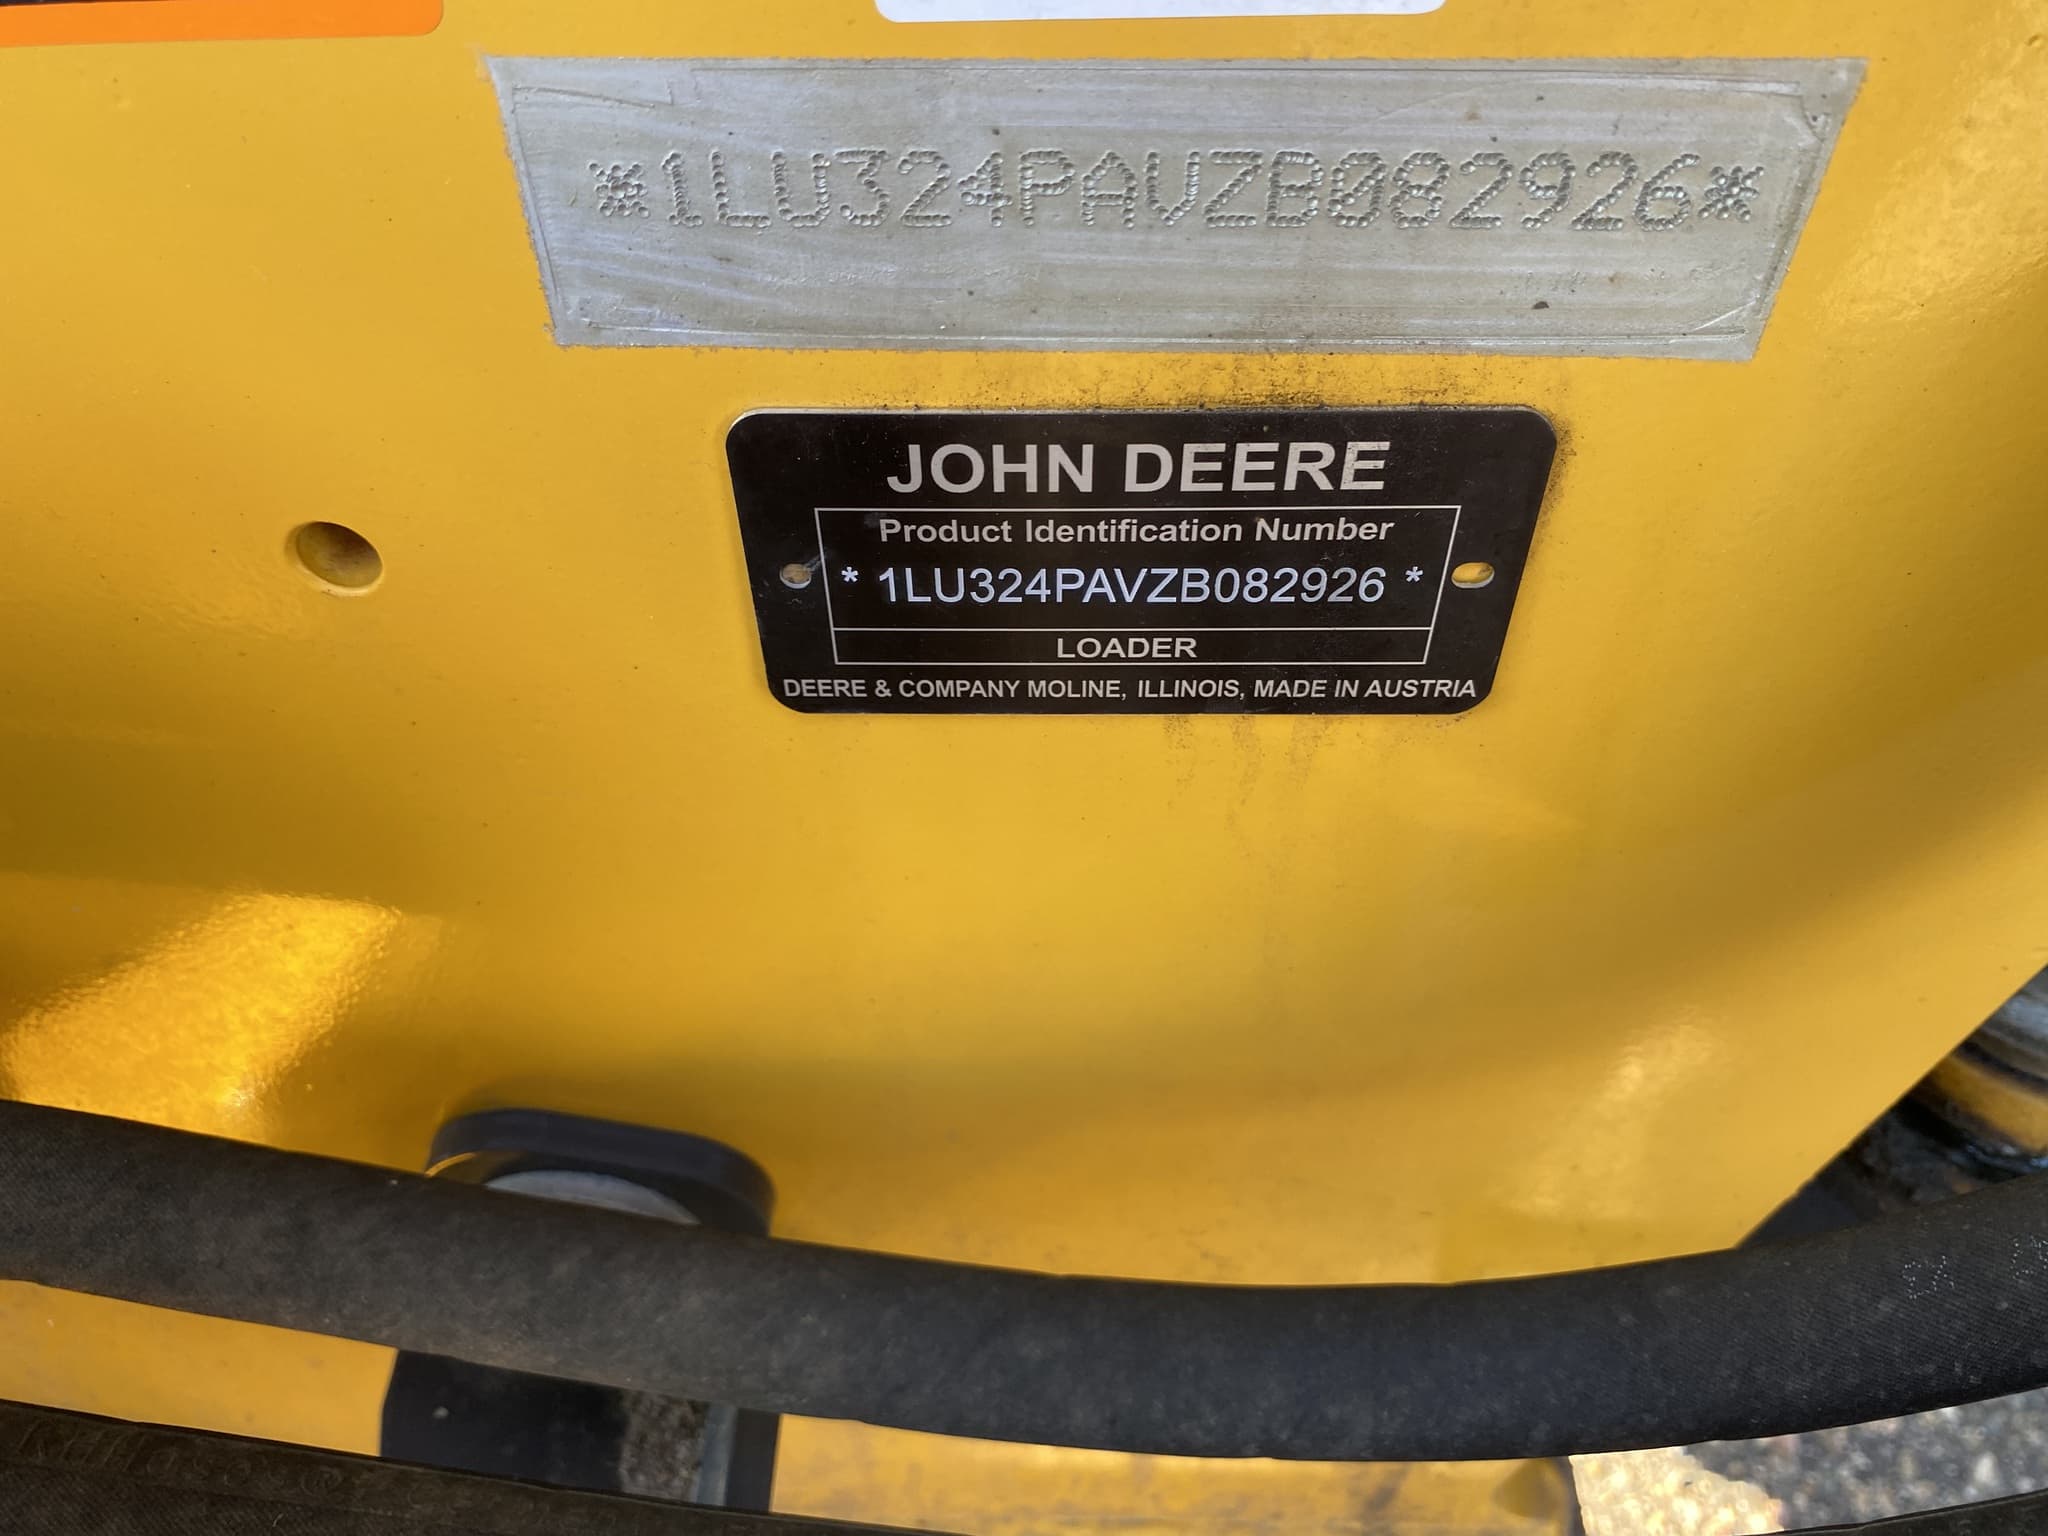 *1LU324PAVZB082926*
JOHN DEERE
Product Identification Number
* 1LU324PAVZB082926 *
LOADER
DEERE & COMPANY MOLINE, ILLINOIS, MADE IN AUSTRIA